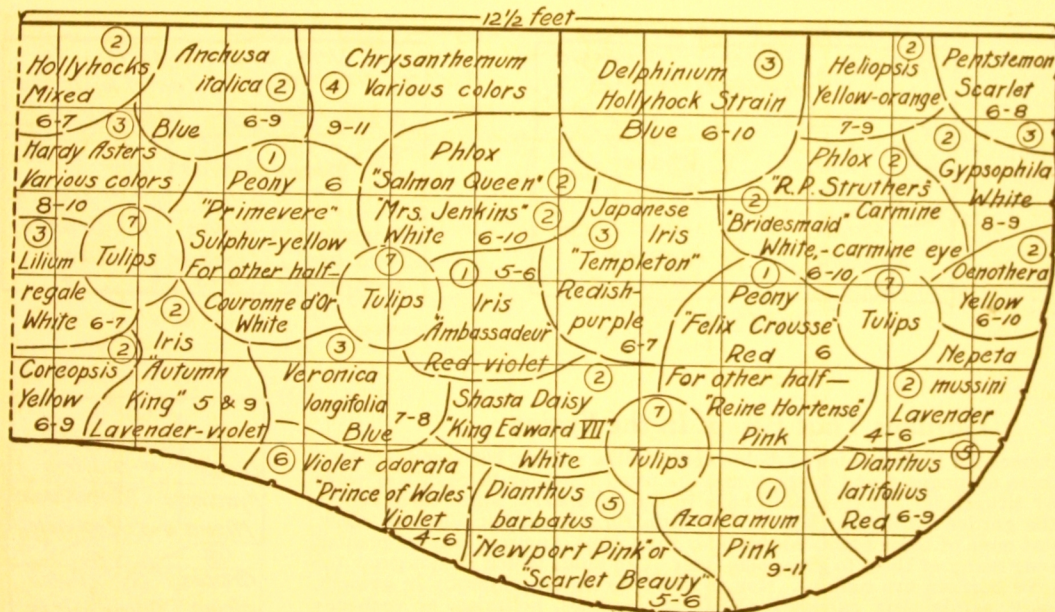 12½ feet
②
Hollyhocks
Mixed
6-7
Anchusa
italica ②
Blue 6-9
Chrysanthemum
④ Various colors
9-11
Delphinium ③
Hollyhock Strain
Blue 6-10
②
Heliopsis
Yellow-orange
7-9
Pentstemon
Scarlet
6-8
③
③
Hardy Asters
Various colors
8-10
①
Peony 6
"Primevere"
Sulphur-yellow
For other half—
Couronne d'Or
White
Phlox
"Salmon Queen" ②
"Mrs. Jenkins" ②
White 6-10
Japanese
③ Iris
"Templeton"
Redish-
purple
6-7
Phlox ②
"R.P. Struthers"
Carmine
②
"Bridesmaid"
White,-carmine eye
6-10
②
Gypsophila
White
8-9
③
Lilium
regale
White 6-7
⑦
Tulips
⑦
Tulips
① 5-6
Iris
"Ambassadeur"
Red-violet
①
Peony
"Felix Crousse"
Red 6
For other half—
"Reine Hortense"
Pink
⑦
Tulips
②
Oenothera
Yellow
6-10
②
Coreopsis
Yellow
6-9
②
Iris
"Autumn
King" 5 & 9
Lavender-violet
③
Veronica
longifolia
Blue 7-8
②
Shasta Daisy
"King Edward VII"
White
⑦
Tulips
Nepeta
② mussini
Lavender
4-6
⑥ Violet odorata
"Prince of Wales"
Violet
4-6
Dianthus
barbatus ⑤
"Newport Pink" or
"Scarlet Beauty"
5-6
①
Azaleamum
Pink
9-11
⑤
Dianthus
latifolius
Red 6-9